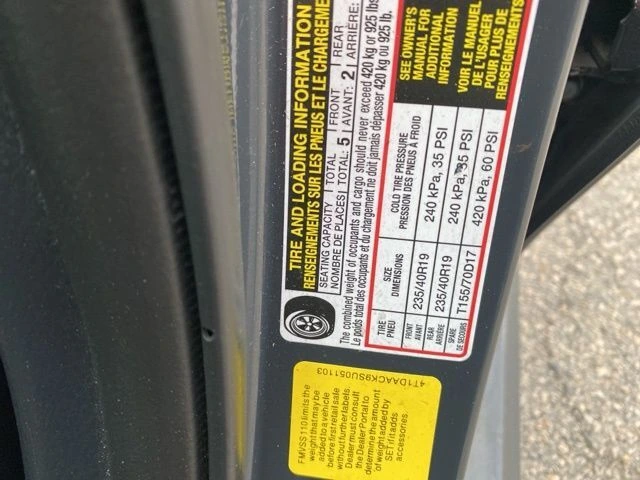 TIRE AND LOADING INFORMATION
RENSEIGNEMENTS SUR LES PNEUS ET LE CHARGEMENT
SEATING CAPACITY | TOTAL | FRONT | REAR
NOMBRE DE PLACES | TOTAL: 5 | AVANT: 2 | ARRIÈRE:
The combined weight of occupants and cargo should never exceed 420 kg or 925 lbs
Le poids total des occupants et du chargement ne doit jamais dépasser 420 kg ou 925 lb.
TIRE
PNEU
SIZE
DIMENSIONS
COLD TIRE PRESSURE
PRESSION DES PNEUS À FROID
SEE OWNER'S
MANUAL FOR
ADDITIONAL
INFORMATION
VOIR LE MANUEL
DE L'USAGER
POUR PLUS DE
RENSEIGNEMENTS
FRONT
AVANT
235/40R19
240 kPa, 35 PSI
REAR
ARRIÈRE
235/40R19
240 kPa, 35 PSI
SPARE
DE SECOURS
T155/70D17
420 kPa, 60 PSI
4T1DAACK9SU051103
FMVSS 110 limits the
weight that may be
added to a vehicle
before first retail sale
without further labels.
Dealer must consult
the Dealer Portal to
determine the amount
of weight added by
SET if it adds
accessories.